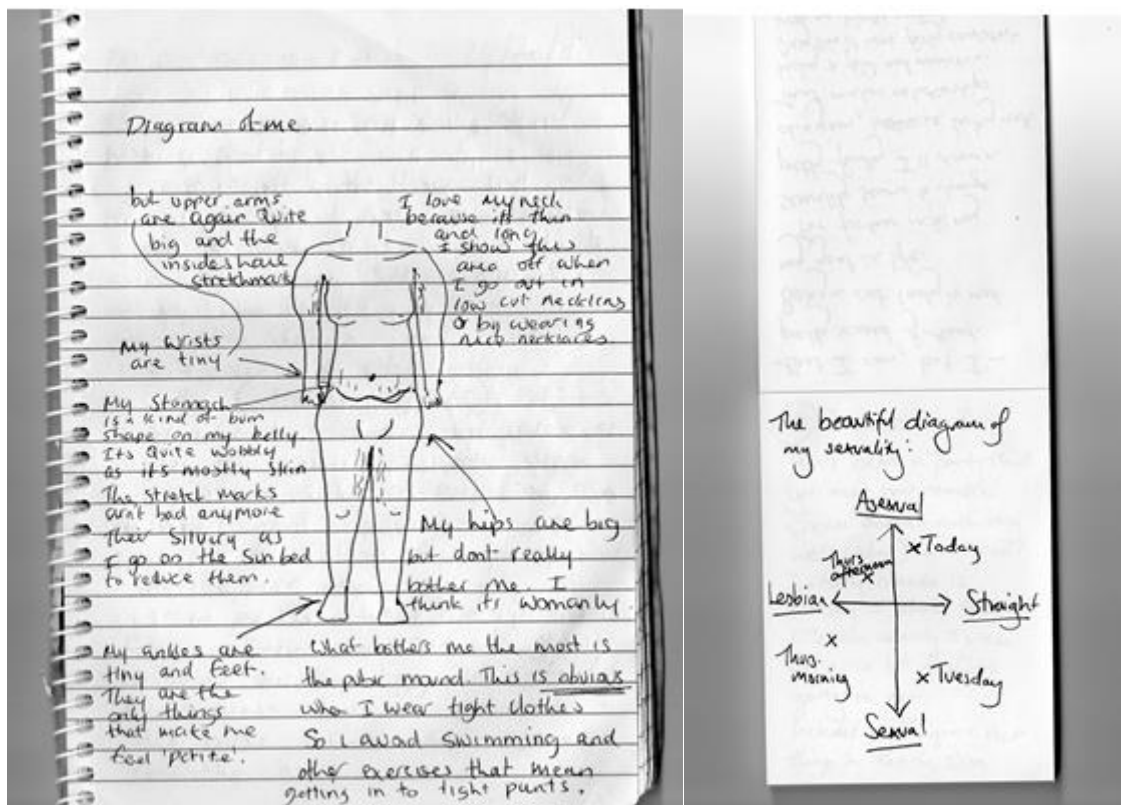 Diagram of me
but upper arms
are again quite
big and the
insides have
stretchmark
I love my neck
because its thin
and long
I show this
area off when
I go out in
low cut necklins
by wearing
nice necklaces
My wrists
are tiny
My Stomach
is a kind of bum
shape on my belly
Its Quite wobbly
as it's mostly skin
The stretch marks
arn't bad anymore
Their Silvery as
I go on the sun bed
to reduce them.
My hips are big
but dont really
bother me I
think its womanly.
My ankles are
tiny and feet.
They are the
only things
that make me
feel 'petite'.
What bothers me the most is
the pubic mound. This is obvious
when I wear tight clothes
So I avoid swimming and
other exercises that mean
getting in to tight pants.
The beautiful diagram of
my sexuality:
Asexual
x Today
Thurs
afternoon
x
Lesbian
Straight
x
Thurs.
morning
x Tuesday
Sexual